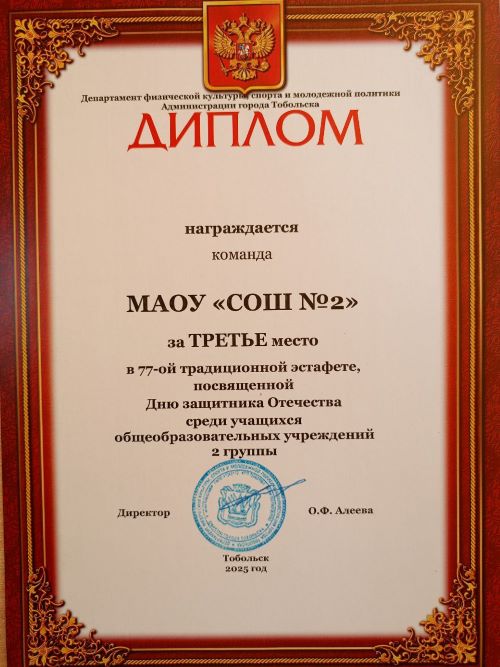 Департамент физической культуры, спорта и молодежной политики
Администрации города Тобольска
ДИПЛОМ
награждается
команда
МАОУ «СОШ №2»
за ТРЕТЬЕ место
в 77-ой традиционной эстафете,
посвященной
Дню защитника Отечества
среди учащихся
общеобразовательных учреждений
2 группы
Директор О.Ф. Алеева
Тобольск
2025 год